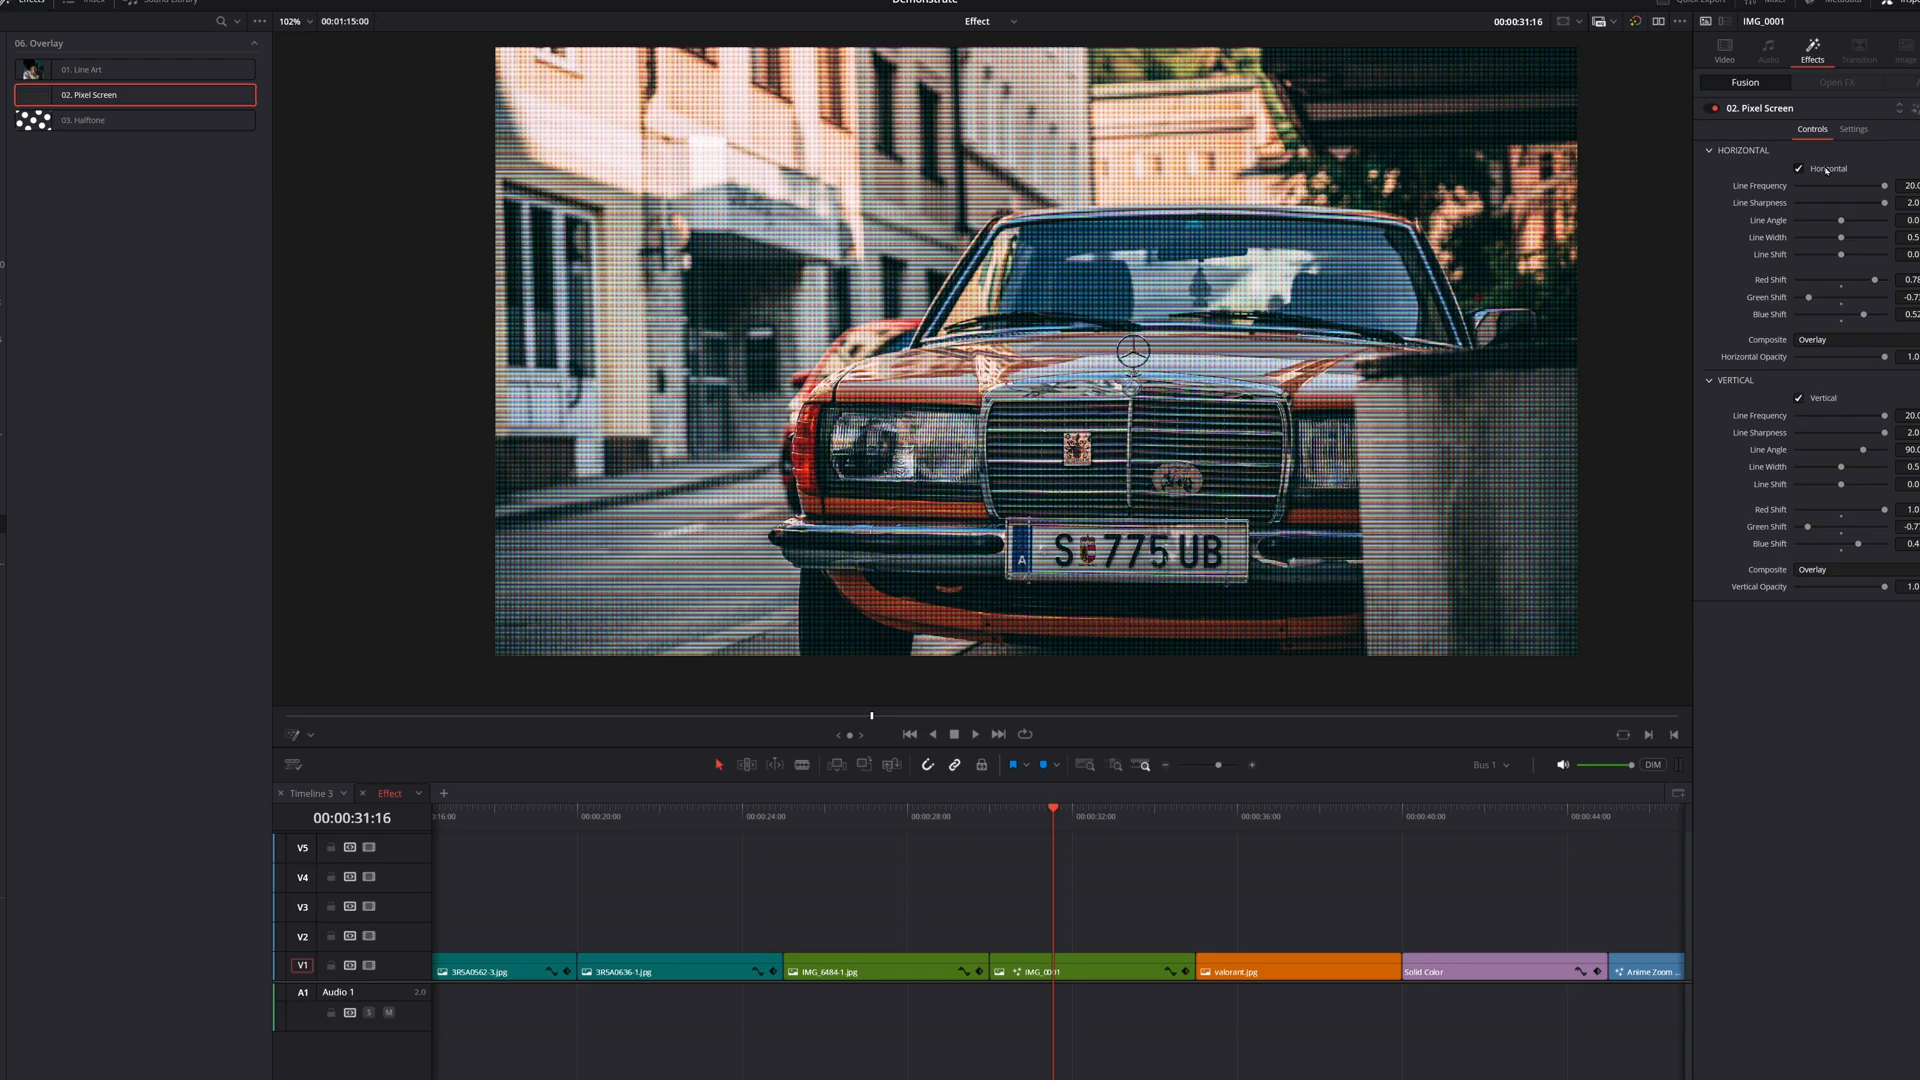 Effects
Index
Sound Library
Demonstrate
Quick Export
Mixer
Metadata
102%
00:01:15:00
Effect
00:00:31:16
IMG_0001
06. Overlay
01. Line Art
02. Pixel Screen
03. Halftone
Video
Audio
Effects
Transition
Image
Fusion
Open FX
02. Pixel Screen
Controls
Settings
HORIZONTAL
Horizontal
Line Frequency
20.0
Line Sharpness
2.0
Line Angle
0.0
Line Width
0.5
Line Shift
0.0
Red Shift
0.78
Green Shift
-0.73
Blue Shift
0.52
Composite
Overlay
Horizontal Opacity
1.0
VERTICAL
Vertical
Line Frequency
20.0
Line Sharpness
2.0
Line Angle
90.0
Line Width
0.5
Line Shift
0.0
Red Shift
1.0
Green Shift
-0.7
Blue Shift
0.4
Composite
Overlay
Vertical Opacity
1.0
A
S 775 UB
Bus 1
DIM
Timeline 3
Effect
00:00:31:16
:16:00
00:00:20:00
00:00:24:00
00:00:28:00
00:00:32:00
00:00:36:00
00:00:40:00
00:00:44:00
V5
V4
V3
V2
V1
3R5A0562-3.jpg
3R5A0636-1.jpg
IMG_6484-1.jpg
IMG_0001
valorant.jpg
Solid Color
Anime Zoom ...
A1
Audio 1
2.0
S
M